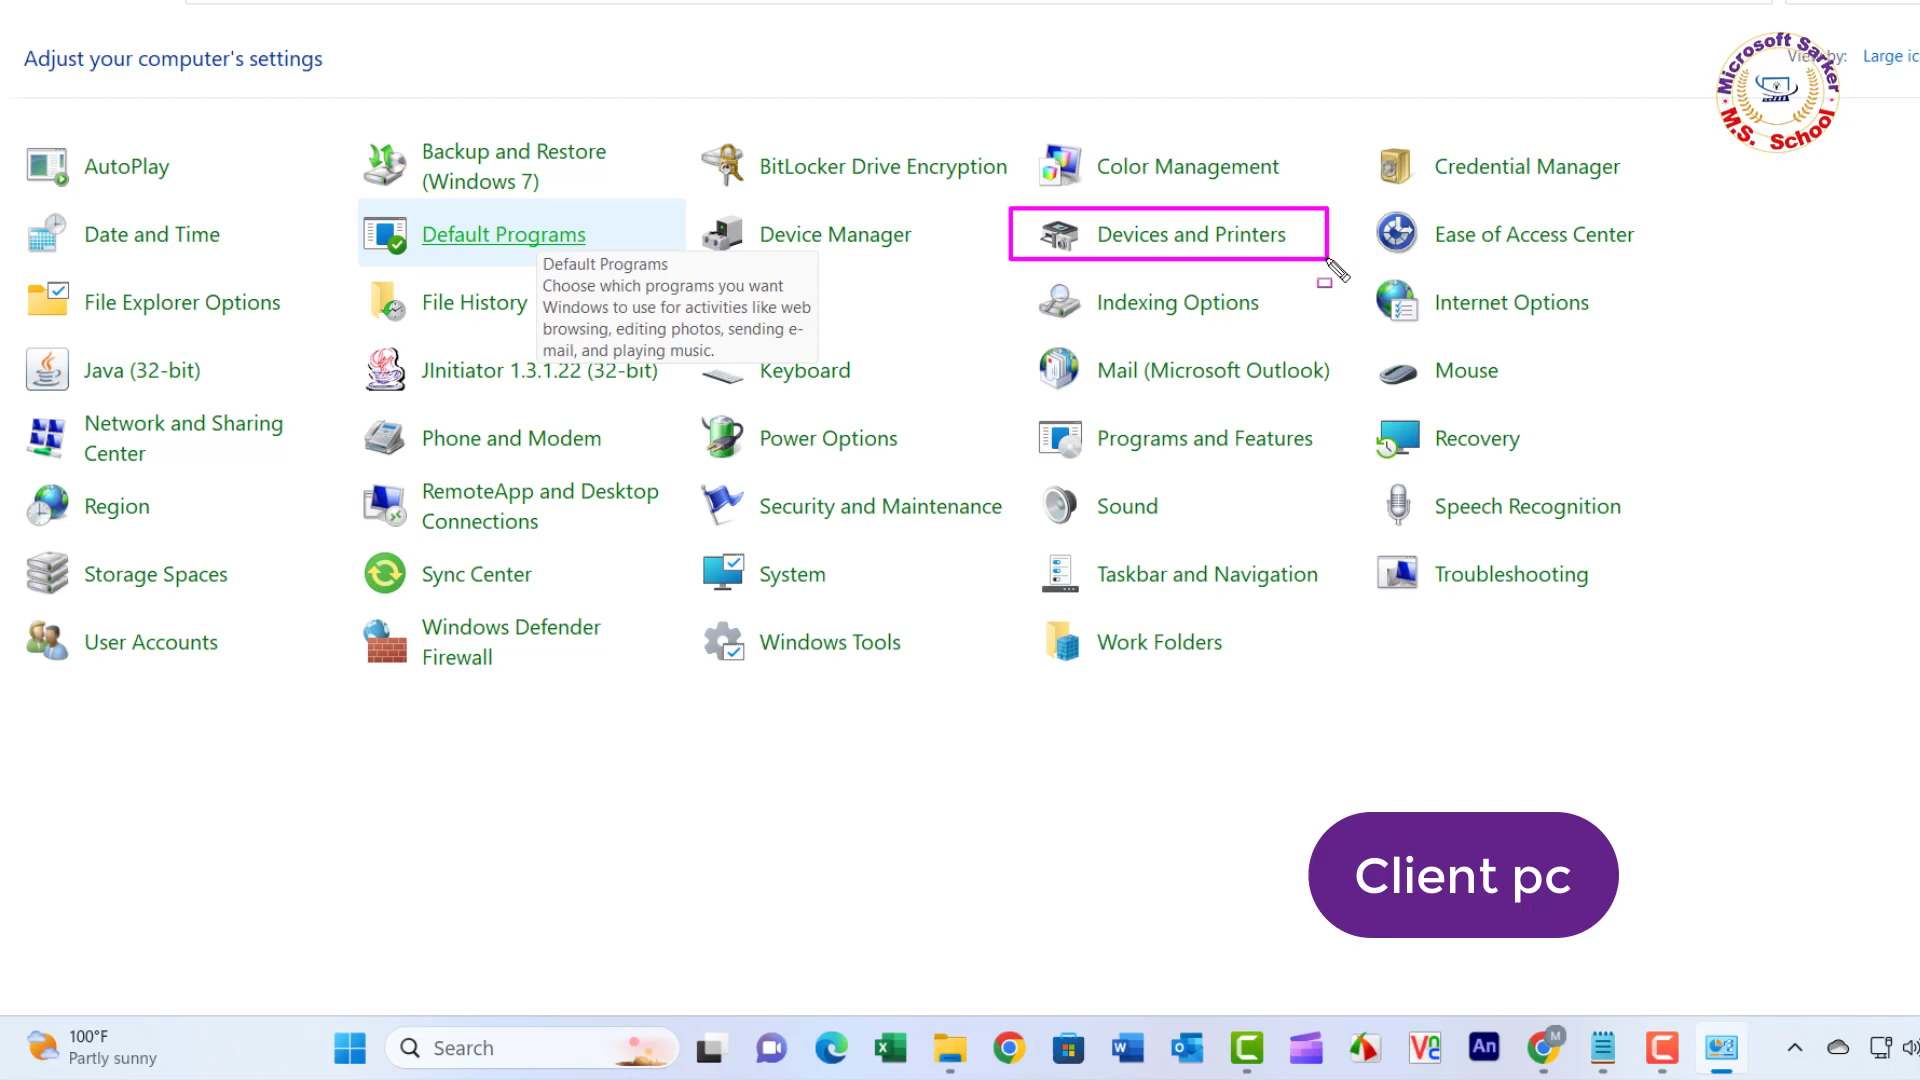 Adjust your computer's settings
View by:
Large ic
Microsoft Sarker
M.S. School
AutoPlay
Backup and Restore
(Windows 7)
BitLocker Drive Encryption
Color Management
Credential Manager
Date and Time
Default Programs
Device Manager
Devices and Printers
Ease of Access Center
Default Programs
Choose which programs you want
Windows to use for activities like web
browsing, editing photos, sending e-
mail, and playing music.
File Explorer Options
File History
Indexing Options
Internet Options
Java (32-bit)
JInitiator 1.3.1.22 (32-bit)
Keyboard
Mail (Microsoft Outlook)
Mouse
Network and Sharing
Center
Phone and Modem
Power Options
Programs and Features
Recovery
Region
RemoteApp and Desktop
Connections
Security and Maintenance
Sound
Speech Recognition
Storage Spaces
Sync Center
System
Taskbar and Navigation
Troubleshooting
User Accounts
Windows Defender
Firewall
Windows Tools
Work Folders
Client pc
100°F
Partly sunny
Search
An
M